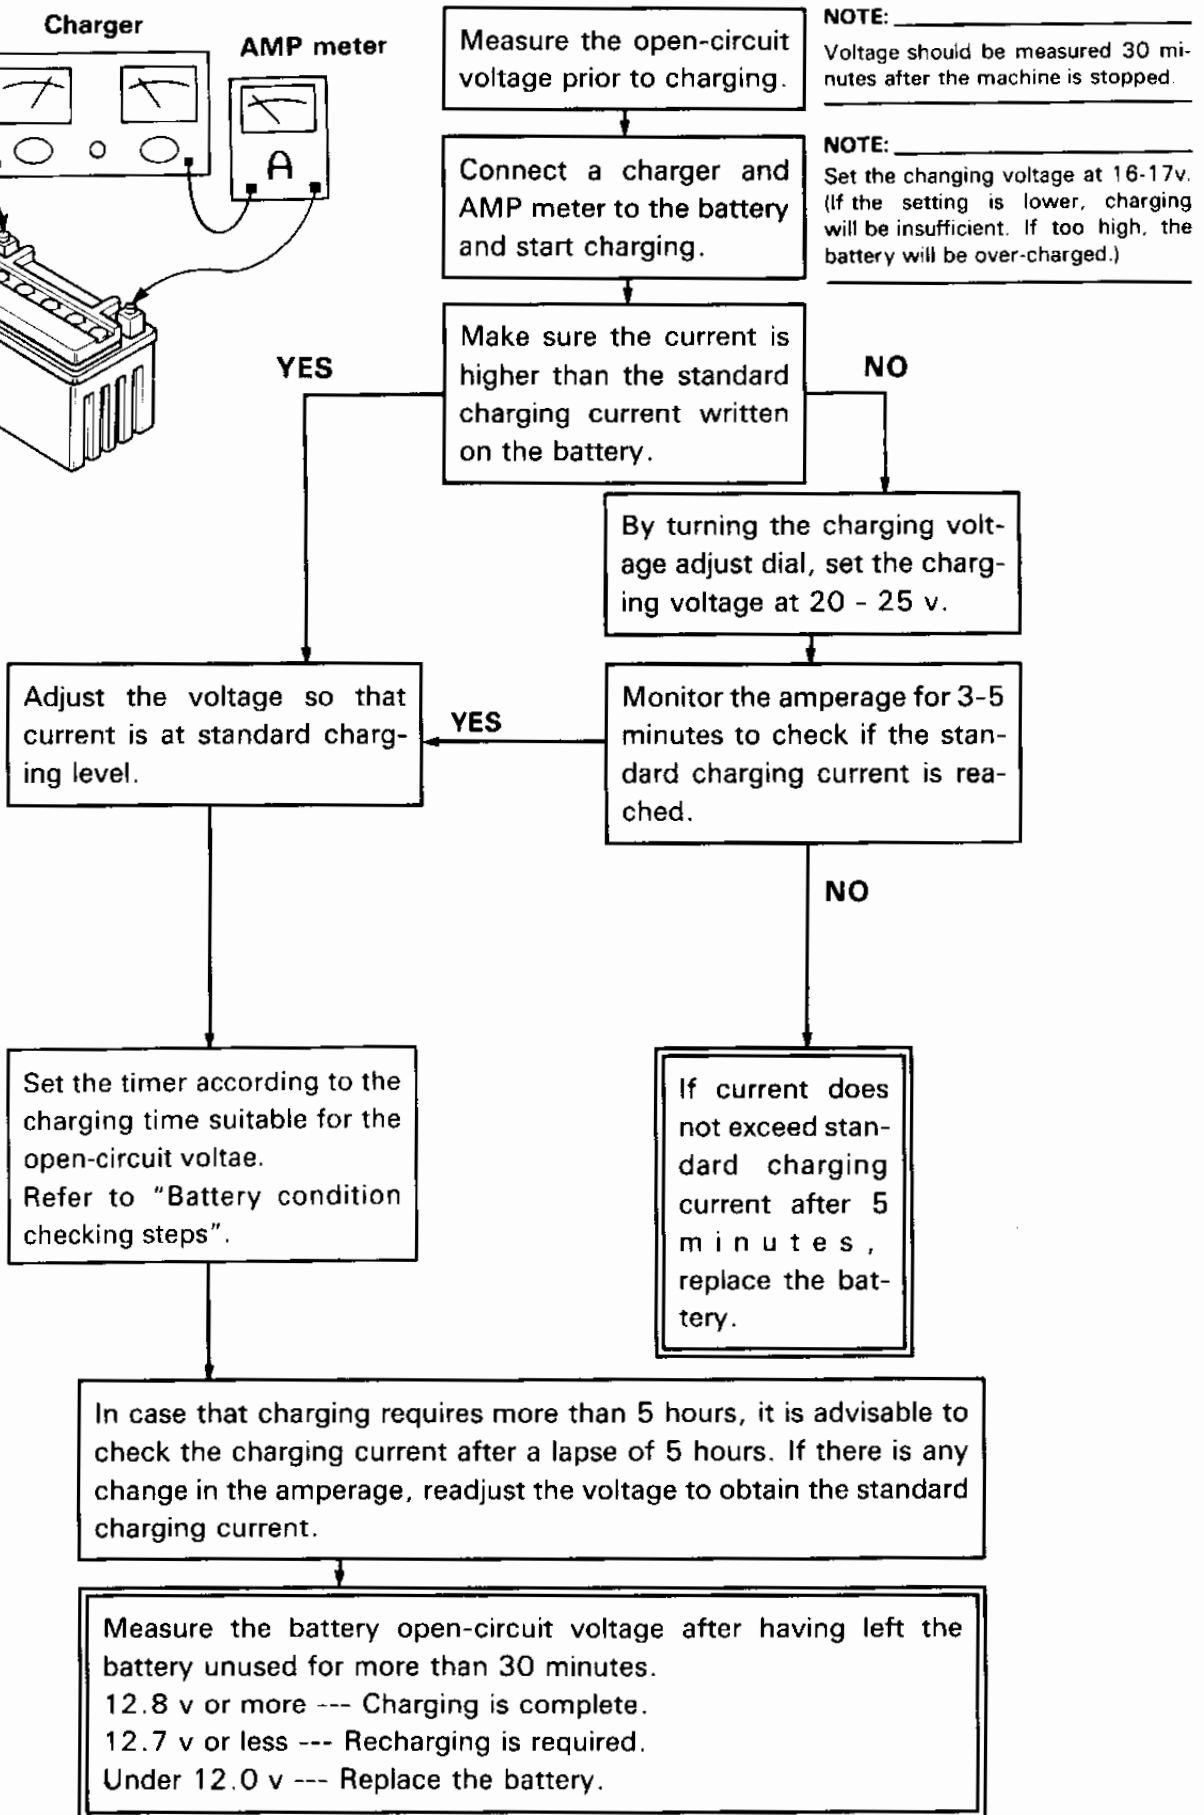 Charger
AMP meter
A
Measure the open-circuit
voltage prior to charging.
NOTE:
Voltage should be measured 30 mi-
nutes after the machine is stopped.
Connect a charger and
AMP meter to the battery
and start charging.
NOTE:
Set the changing voltage at 16-17v.
(If the setting is lower, charging
will be insufficient. If too high, the
battery will be over-charged.)
Make sure the current is
higher than the standard
charging current written
on the battery.
YES
NO
By turning the charging volt-
age adjust dial, set the charg-
ing voltage at 20 - 25 v.
Adjust the voltage so that
current is at standard charg-
ing level.
YES
Monitor the amperage for 3-5
minutes to check if the stan-
dard charging current is rea-
ched.
NO
Set the timer according to the
charging time suitable for the
open-circuit voltae.
Refer to "Battery condition
checking steps".
If current does
not exceed stan-
dard charging
current after 5
minutes,
replace the bat-
tery.
In case that charging requires more than 5 hours, it is advisable to
check the charging current after a lapse of 5 hours. If there is any
change in the amperage, readjust the voltage to obtain the standard
charging current.
Measure the battery open-circuit voltage after having left the
battery unused for more than 30 minutes.
12.8 v or more --- Charging is complete.
12.7 v or less --- Recharging is required.
Under 12.0 v --- Replace the battery.